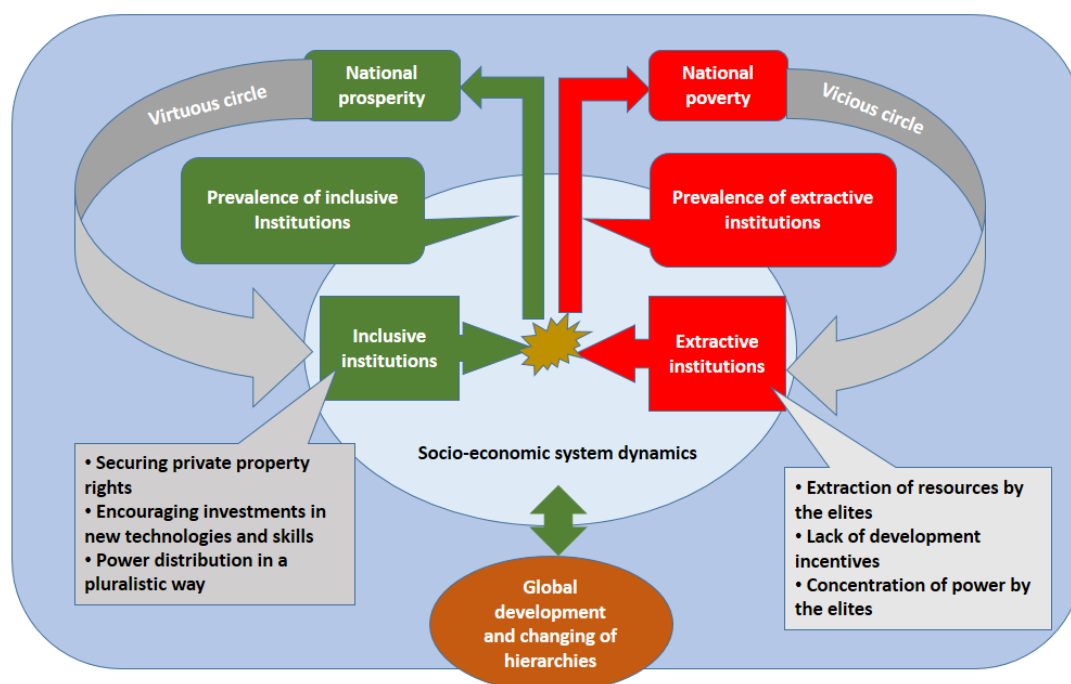 National
prosperity
National
poverty
Virtuous circle
Vicious circle
Prevalence of inclusive
Institutions
Prevalence of extractive
institutions
Inclusive
institutions
Extractive
institutions
Socio-economic system dynamics
• Securing private property
rights
• Encouraging investments in
new technologies and skills
• Power distribution in a
pluralistic way
• Extraction of resources by
the elites
• Lack of development
incentives
• Concentration of power by
the elites
Global
development
and changing of
hierarchies